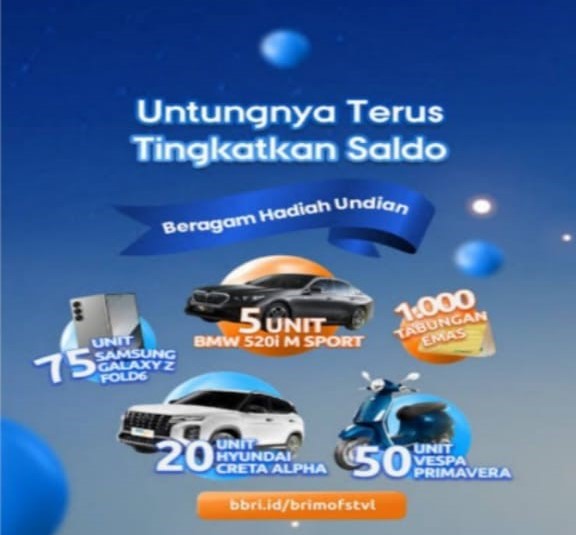 Untungnya Terus
Tingkatkan Saldo
Beragam Hadiah Undian
5 UNIT
BMW 520i M SPORT
1.000
TABUNGAN
EMAS
75 UNIT
SAMSUNG
GALAXY Z
FOLD6
20 UNIT
HYUNDAI
CRETA ALPHA
50 UNIT
VESPA
PRIMAVERA
bbri.id/brimofstvl